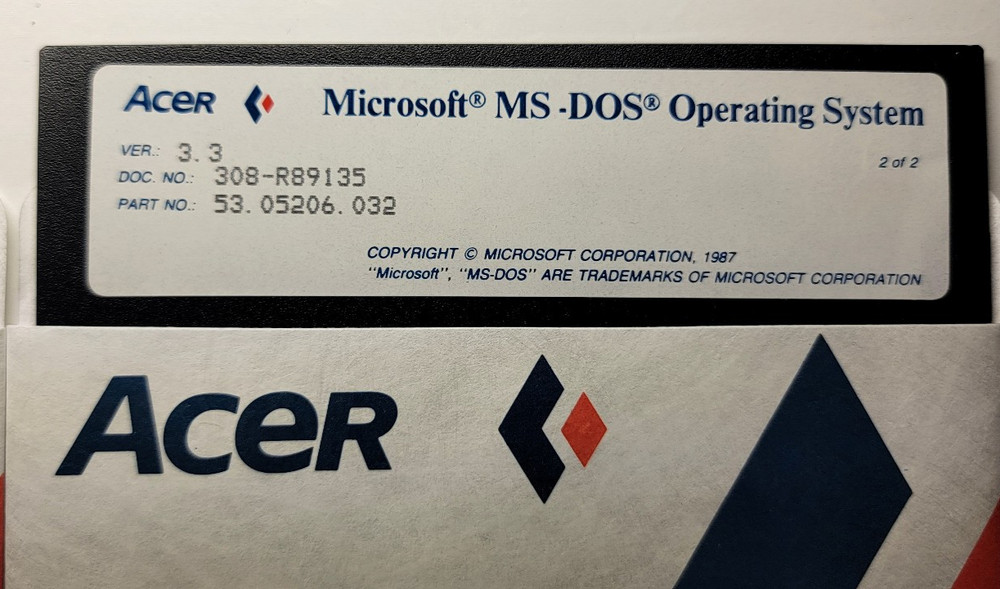 ACER Microsoft® MS-DOS® Operating System
VER.: 3.3
2 of 2
DOC. NO.: 308-R89135
PART NO.: 53.05206.032
COPYRIGHT © MICROSOFT CORPORATION, 1987
"Microsoft", "MS-DOS" ARE TRADEMARKS OF MICROSOFT CORPORATION
ACER